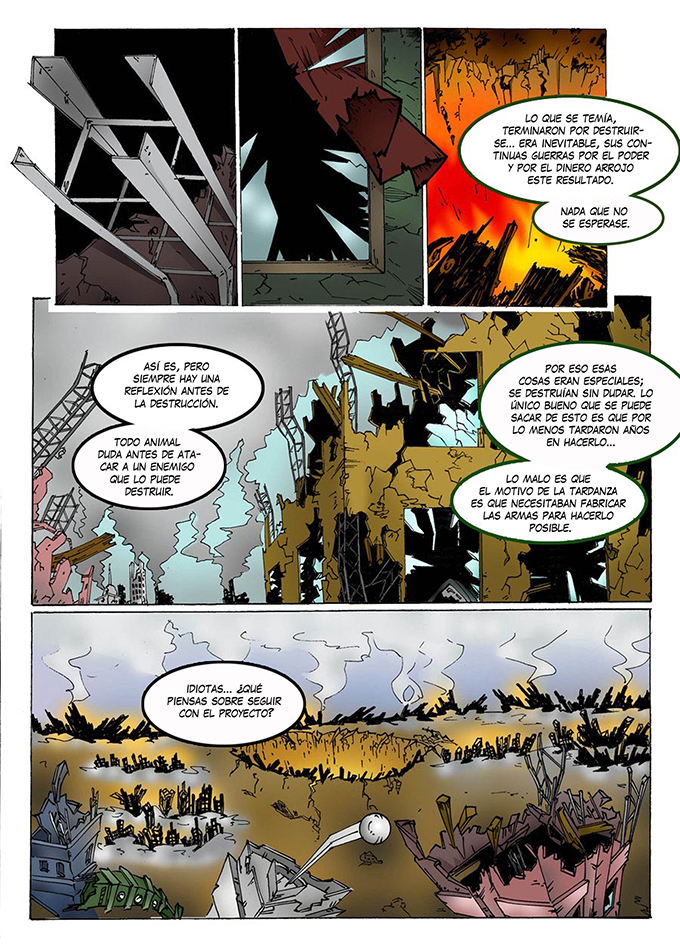 LO QUE SE TEMÍA,
TERMINARON POR DESTRUIR-
SE... ERA INEVITABLE, SUS CON-
TINUAS GUERRAS POR EL PODER
Y POR EL DINERO ARROJO
ESTE RESULTADO.
NADA QUE NO
SE ESPERASE.
ASÍ ES, PERO
SIEMPRE HAY UNA
REFLEXIÓN ANTES DE
LA DESTRUCCIÓN.
TODO ANIMAL
DUDA ANTES DE ATA-
CAR A UN ENEMIGO
QUE LO PUEDE
DESTRUIR.
POR ESO ESAS
COSAS ERAN ESPECIALES;
SE DESTRUÍAN SIN DUDAR. LO
ÚNICO BUENO QUE SE PUEDE
SACAR DE ESTO ES QUE POR
LO MENOS TARDARON AÑOS
EN HACERLO...
LO MALO ES QUE
EL MOTIVO DE LA TARDANZA
ES QUE NECESITABAN FABRICAR
LAS ARMAS PARA HACERLO
POSIBLE.
IDIOTAS... ¿QUÉ
PIENSAS SOBRE SEGUIR
CON EL PROYECTO?